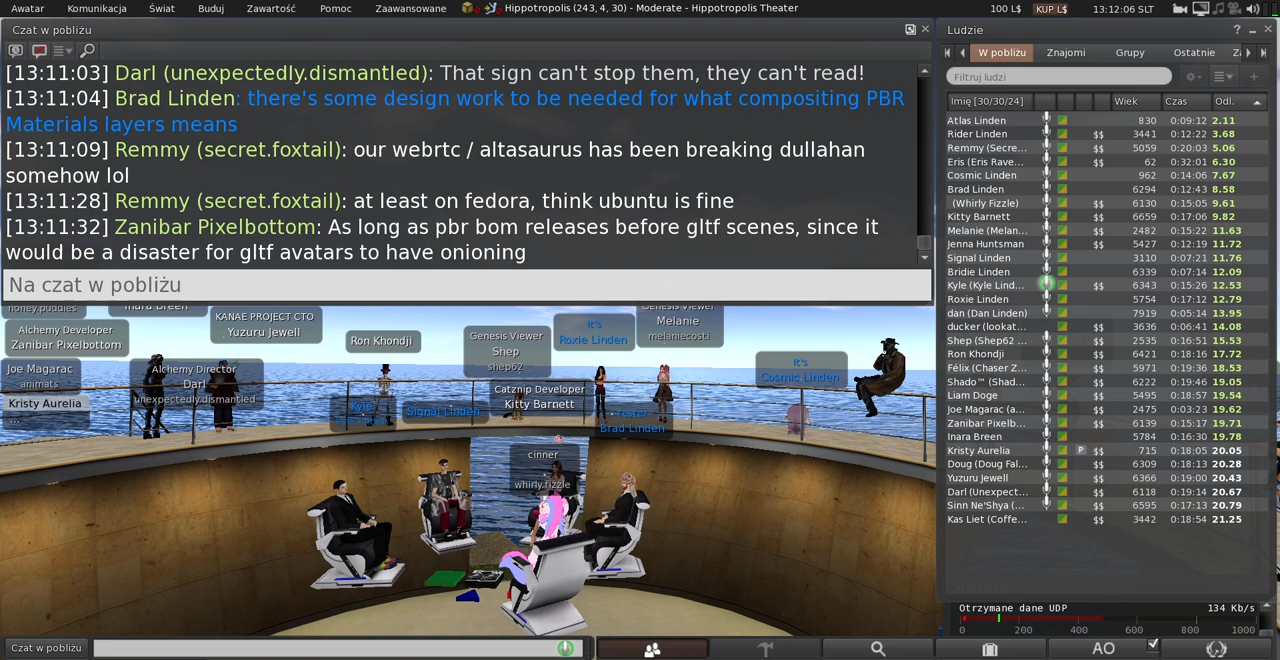 Awatar Komunikacja Świat Buduj Zawartość Pomoc Zaawansowane Hippotropolis (243, 4, 30) - Moderate - Hippotropolis Theater 100 L$ KUP L$ 13:12:06 SLT
Czat w pobliżu
[13:11:03] Darl (unexpectedly.dismantled): That sign can't stop them, they can't read!
[13:11:04] Brad Linden: there's some design work to be needed for what compositing PBR
Materials layers means
[13:11:09] Remmy (secret.foxtail): our webrtc / altasaurus has been breaking dullahan
somehow lol
[13:11:28] Remmy (secret.foxtail): at least on fedora, think ubuntu is fine
[13:11:32] Zanibar Pixelbottom: As long as pbr bom releases before gltf scenes, since it
would be a disaster for gltf avatars to have onioning
Na czat w pobliżu
honey.puddles
Inara Breen
Alchemy Developer
Zanibar Pixelbottom
KANAE PROJECT CTO
Yuzuru Jewell
Ron Khondji
Genesis Viewer
Shep
shep62
It's
Roxie Linden
Genesis Viewer
Melanie
melaniecosti
It's
Cosmic Linden
Joe Magarac
animats
Kristy Aurelia
...
Alchemy Director
Darl
unexpectedly.dismantled
Kyle
Signal Linden
Catznip Developer
Kitty Barnett
Tester
Brad Linden
cinner
whirly.fizzle
Ludzie
W pobliżu Znajomi Grupy Ostatnie
Filtruj ludzi
Imię [30/30/24] Wiek Czas Odl.
Atlas Linden 830 0:09:12 2.11
Rider Linden $$ 3441 0:12:22 3.68
Remmy (Secre... $$ 5059 0:20:03 5.06
Eris (Eris Rave... $$ 62 0:32:01 6.30
Cosmic Linden 962 0:14:06 7.67
Brad Linden 6294 0:12:43 8.58
(Whirly Fizzle) $$ 6130 0:15:05 9.61
Kitty Barnett $$ 6659 0:17:06 9.82
Melanie (Melan... $$ 2482 0:15:22 11.63
Jenna Huntsman $$ 5427 0:12:19 11.72
Signal Linden 3110 0:07:21 11.76
Bridie Linden 6339 0:07:14 12.09
Kyle (Kyle Lind... $$ 6343 0:15:26 12.53
Roxie Linden 5754 0:17:12 12.79
dan (Dan Linden) 7919 0:05:14 13.95
ducker (lookat... $$ 3636 0:06:41 14.08
Shep (Shep62 ... $$ 2535 0:16:51 15.53
Ron Khondji $$ 6421 0:18:16 17.72
Félix (Chaser Z... $$ 5971 0:19:36 18.53
Shado™ (Shad... $$ 6222 0:19:46 19.05
Liam Doge $$ 5495 0:18:57 19.54
Joe Magarac (a... $$ 2475 0:03:23 19.62
Zanibar Pixelb... $$ 6139 0:15:17 19.71
Inara Breen 5784 0:16:30 19.78
Kristy Aurelia P $$ 715 0:18:05 20.05
Doug (Doug Fal... $$ 6309 0:18:13 20.28
Yuzuru Jewell $$ 6366 0:19:00 20.43
Darl (Unexpect... $$ 6118 0:19:14 20.67
Sinn Ne'Shya (... $$ 6595 0:17:13 20.79
Kas Liet (Coffe... $$ 3442 0:18:54 21.25
Otrzymane dane UDP 134 Kb/s
0 200 400 600 800 1000
Czat w pobliżu
AO